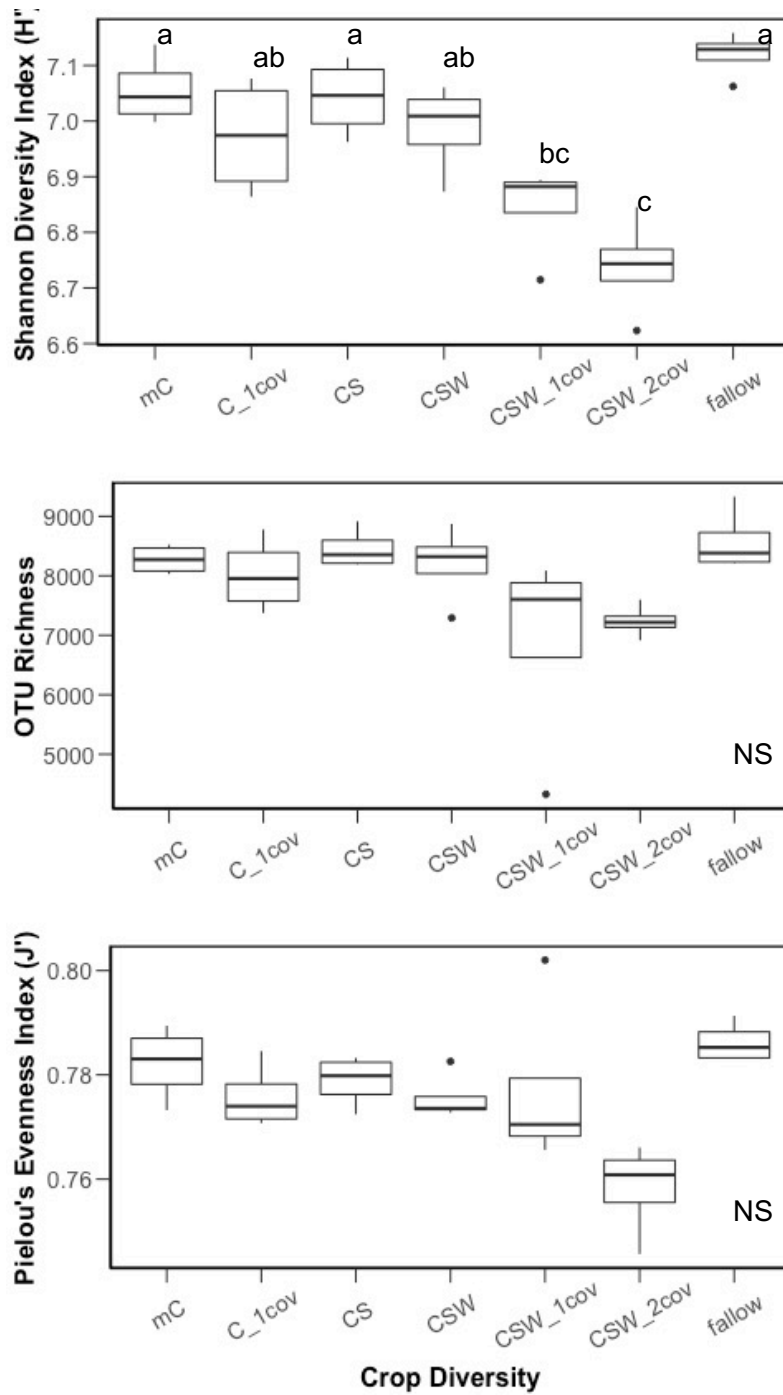 Shannon Diversity Index (H')
7.1
7.0
6.9
6.8
6.7
6.6
a
ab
a
ab
bc
c
a
mC
C_1cov
CS
CSW
CSW_1cov
CSW_2cov
fallow
OTU Richness
9000
8000
7000
6000
5000
NS
mC
C_1cov
CS
CSW
CSW_1cov
CSW_2cov
fallow
Pielou's Evenness Index (J')
0.80
0.78
0.76
NS
mC
C_1cov
CS
CSW
CSW_1cov
CSW_2cov
fallow
Crop Diversity